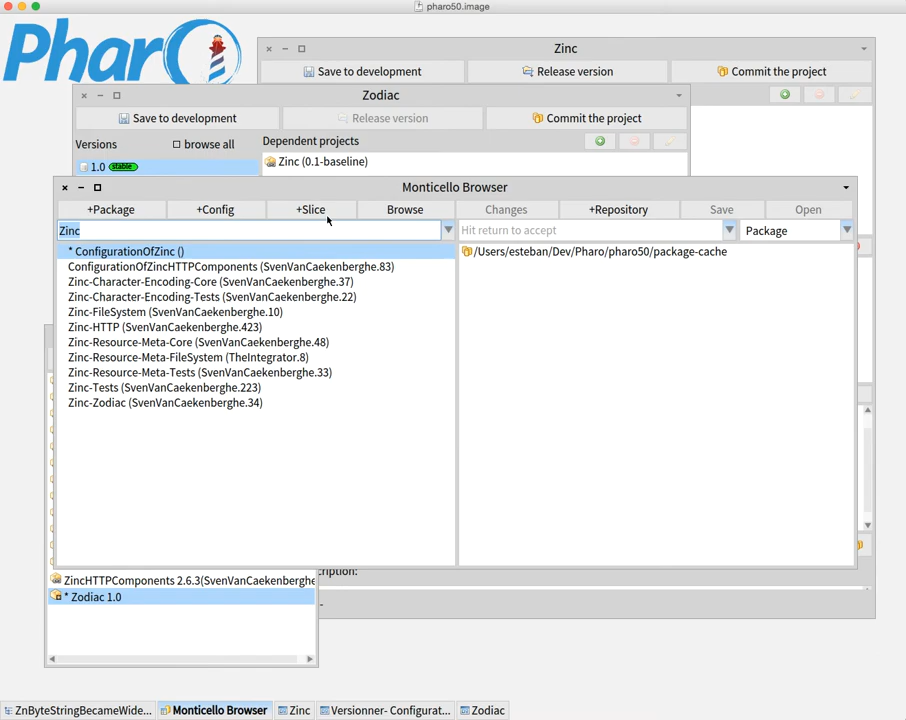 pharo50.image
Phar
Zinc
Save to development
Release version
Commit the project
Zodiac
Save to development
Release version
Commit the project
Versions
browse all
Dependent projects
1.0 stable
Zinc (0.1-baseline)
Monticello Browser
+Package
+Config
+Slice
Browse
Changes
+Repository
Save
Open
Zinc
Hit return to accept
Package
* ConfigurationOfZinc ()
/Users/esteban/Dev/Pharo/pharo50/package-cache
ConfigurationOfZincHTTPComponents (SvenVanCaekenberghe.83)
Zinc-Character-Encoding-Core (SvenVanCaekenberghe.37)
Zinc-Character-Encoding-Tests (SvenVanCaekenberghe.22)
Zinc-FileSystem (SvenVanCaekenberghe.10)
Zinc-HTTP (SvenVanCaekenberghe.423)
Zinc-Resource-Meta-Core (SvenVanCaekenberghe.48)
Zinc-Resource-Meta-FileSystem (TheIntegrator.8)
Zinc-Resource-Meta-Tests (SvenVanCaekenberghe.33)
Zinc-Tests (SvenVanCaekenberghe.223)
Zinc-Zodiac (SvenVanCaekenberghe.34)
cription:
ZincHTTPComponents 2.6.3(SvenVanCaekenberghe
* Zodiac 1.0
-
ZnByteStringBecameWide...
Monticello Browser
Zinc
Versionner- Configurat...
Zodiac